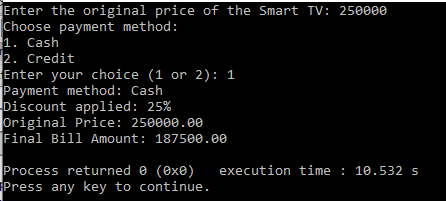 Enter the original price of the Smart TV: 250000
Choose payment method:
1. Cash
2. Credit
Enter your choice (1 or 2): 1
Payment method: Cash
Discount applied: 25%
Original Price: 250000.00
Final Bill Amount: 187500.00
Process returned 0 (0x0)   execution time : 10.532 s
Press any key to continue.